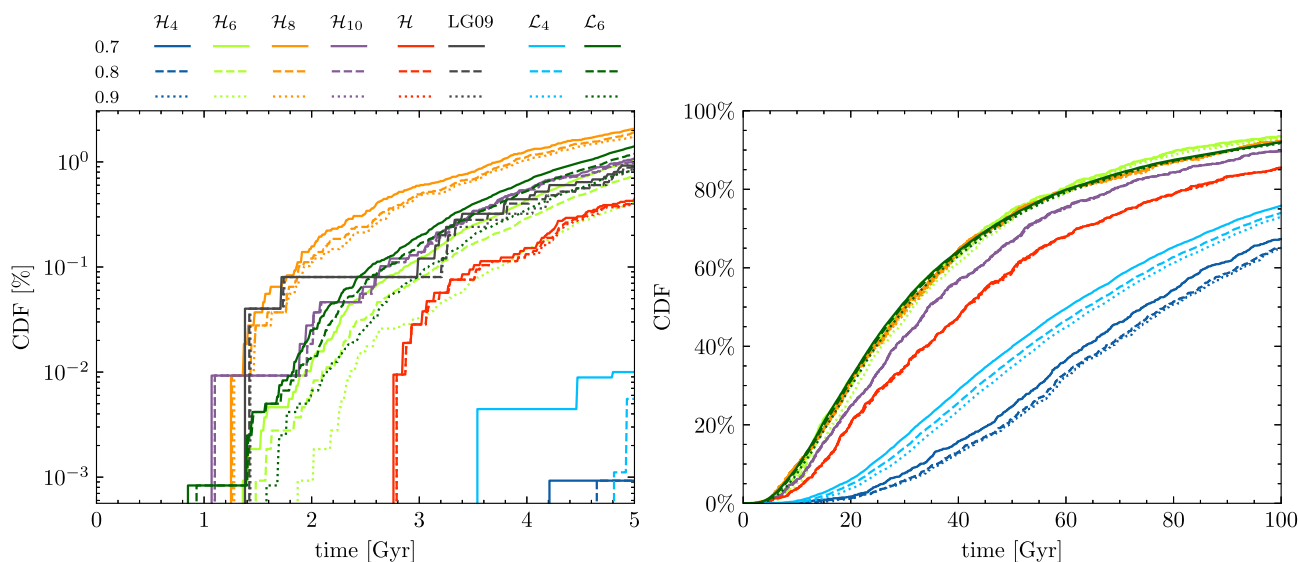 ℋ₄ ℋ₆ ℋ₈ ℋ₁₀ ℋ LG09 ℒ₄ ℒ₆
0.7
0.8
0.9
CDF [%]
10⁰
10⁻¹
10⁻²
10⁻³
0 1 2 3 4 5
time [Gyr]
CDF
100%
80%
60%
40%
20%
0%
0 20 40 60 80 100
time [Gyr]